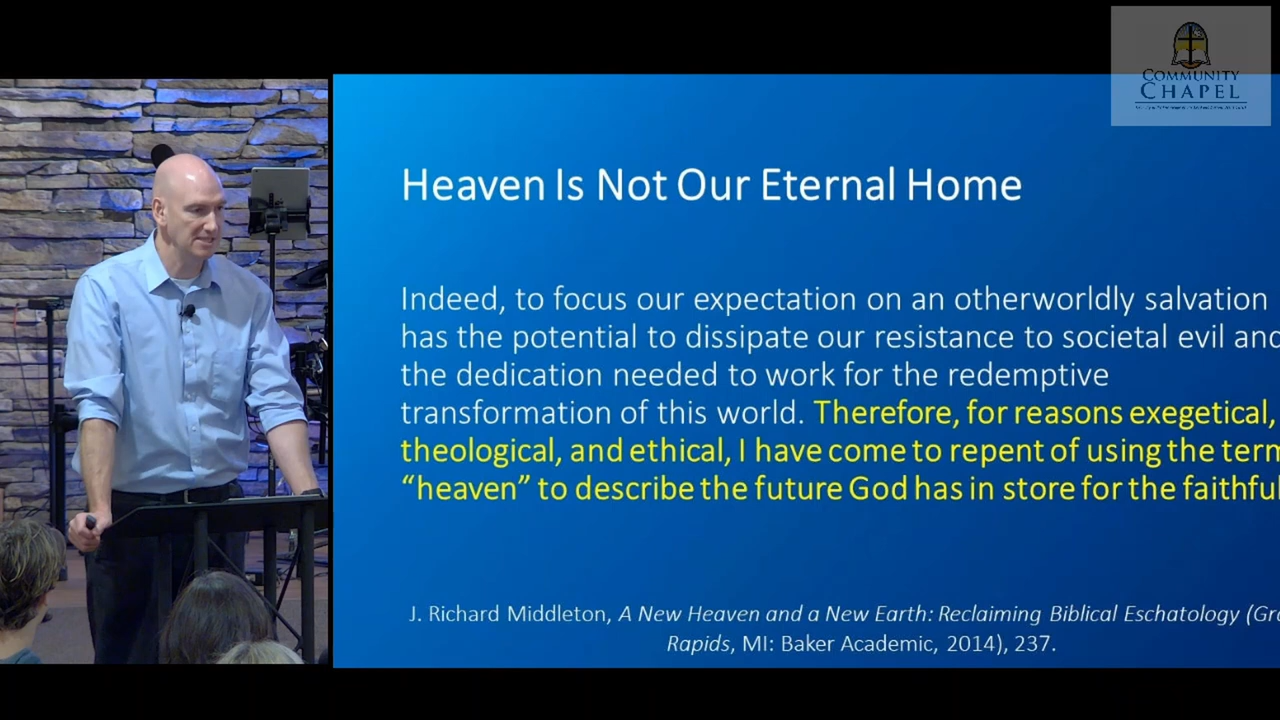 COMMUNITY
CHAPEL
Heaven Is Not Our Eternal Home
Indeed, to focus our expectation on an otherworldly salvation
has the potential to dissipate our resistance to societal evil and
the dedication needed to work for the redemptive
transformation of this world. Therefore, for reasons exegetical,
theological, and ethical, I have come to repent of using the term
“heaven” to describe the future God has in store for the faithful
J. Richard Middleton, A New Heaven and a New Earth: Reclaiming Biblical Eschatology (Gra
Rapids, MI: Baker Academic, 2014), 237.